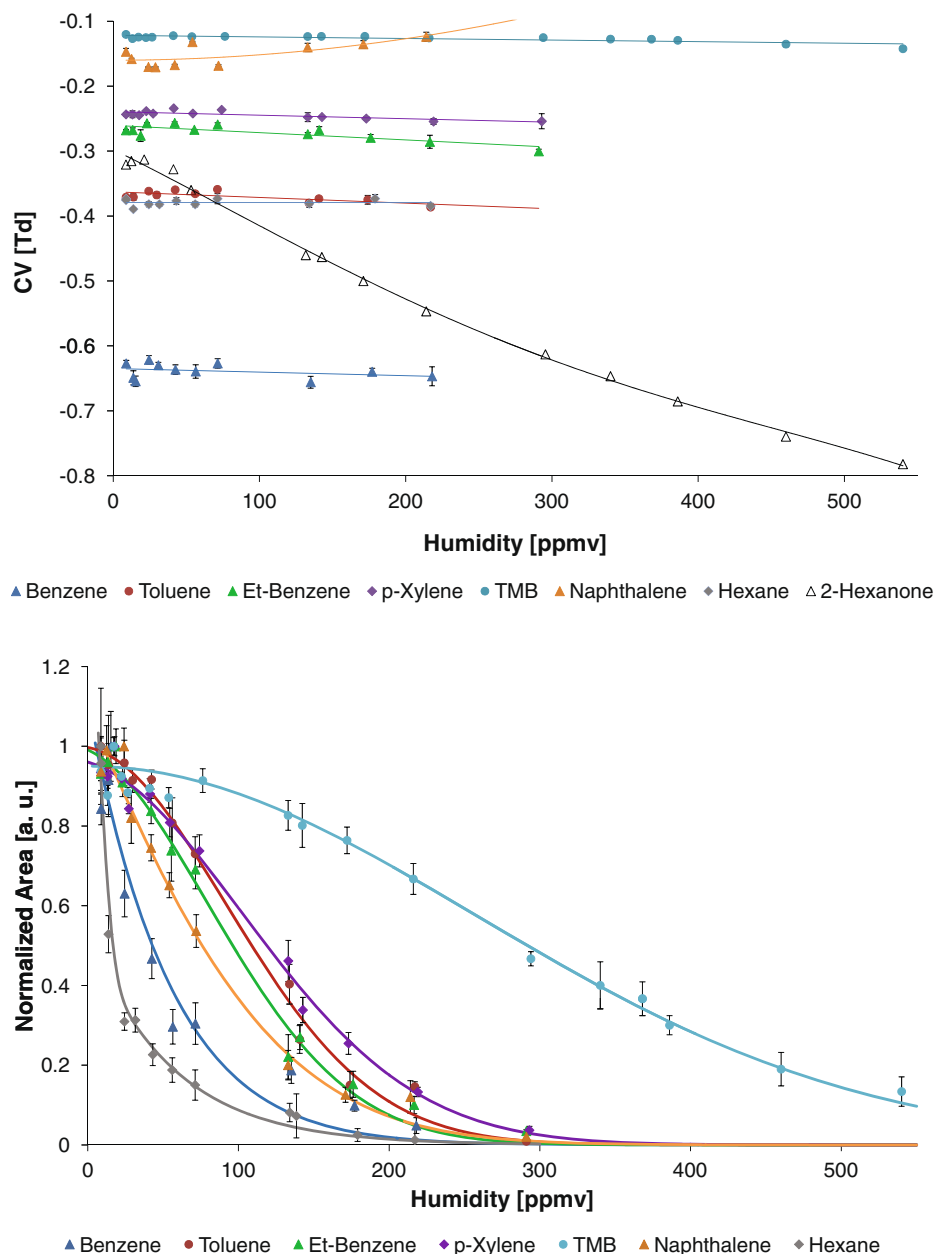 -0.1
-0.2
-0.3
-0.4
-0.5
-0.6
-0.7
-0.8
CV [Td]
0 100 200 300 400 500
Humidity [ppmv]
Benzene Toluene Et-Benzene p-Xylene TMB Naphthalene Hexane 2-Hexanone
1.2
1
0.8
0.6
0.4
0.2
0
Normalized Area [a. u.]
0 100 200 300 400 500
Humidity [ppmv]
Benzene Toluene Et-Benzene p-Xylene TMB Naphthalene Hexane